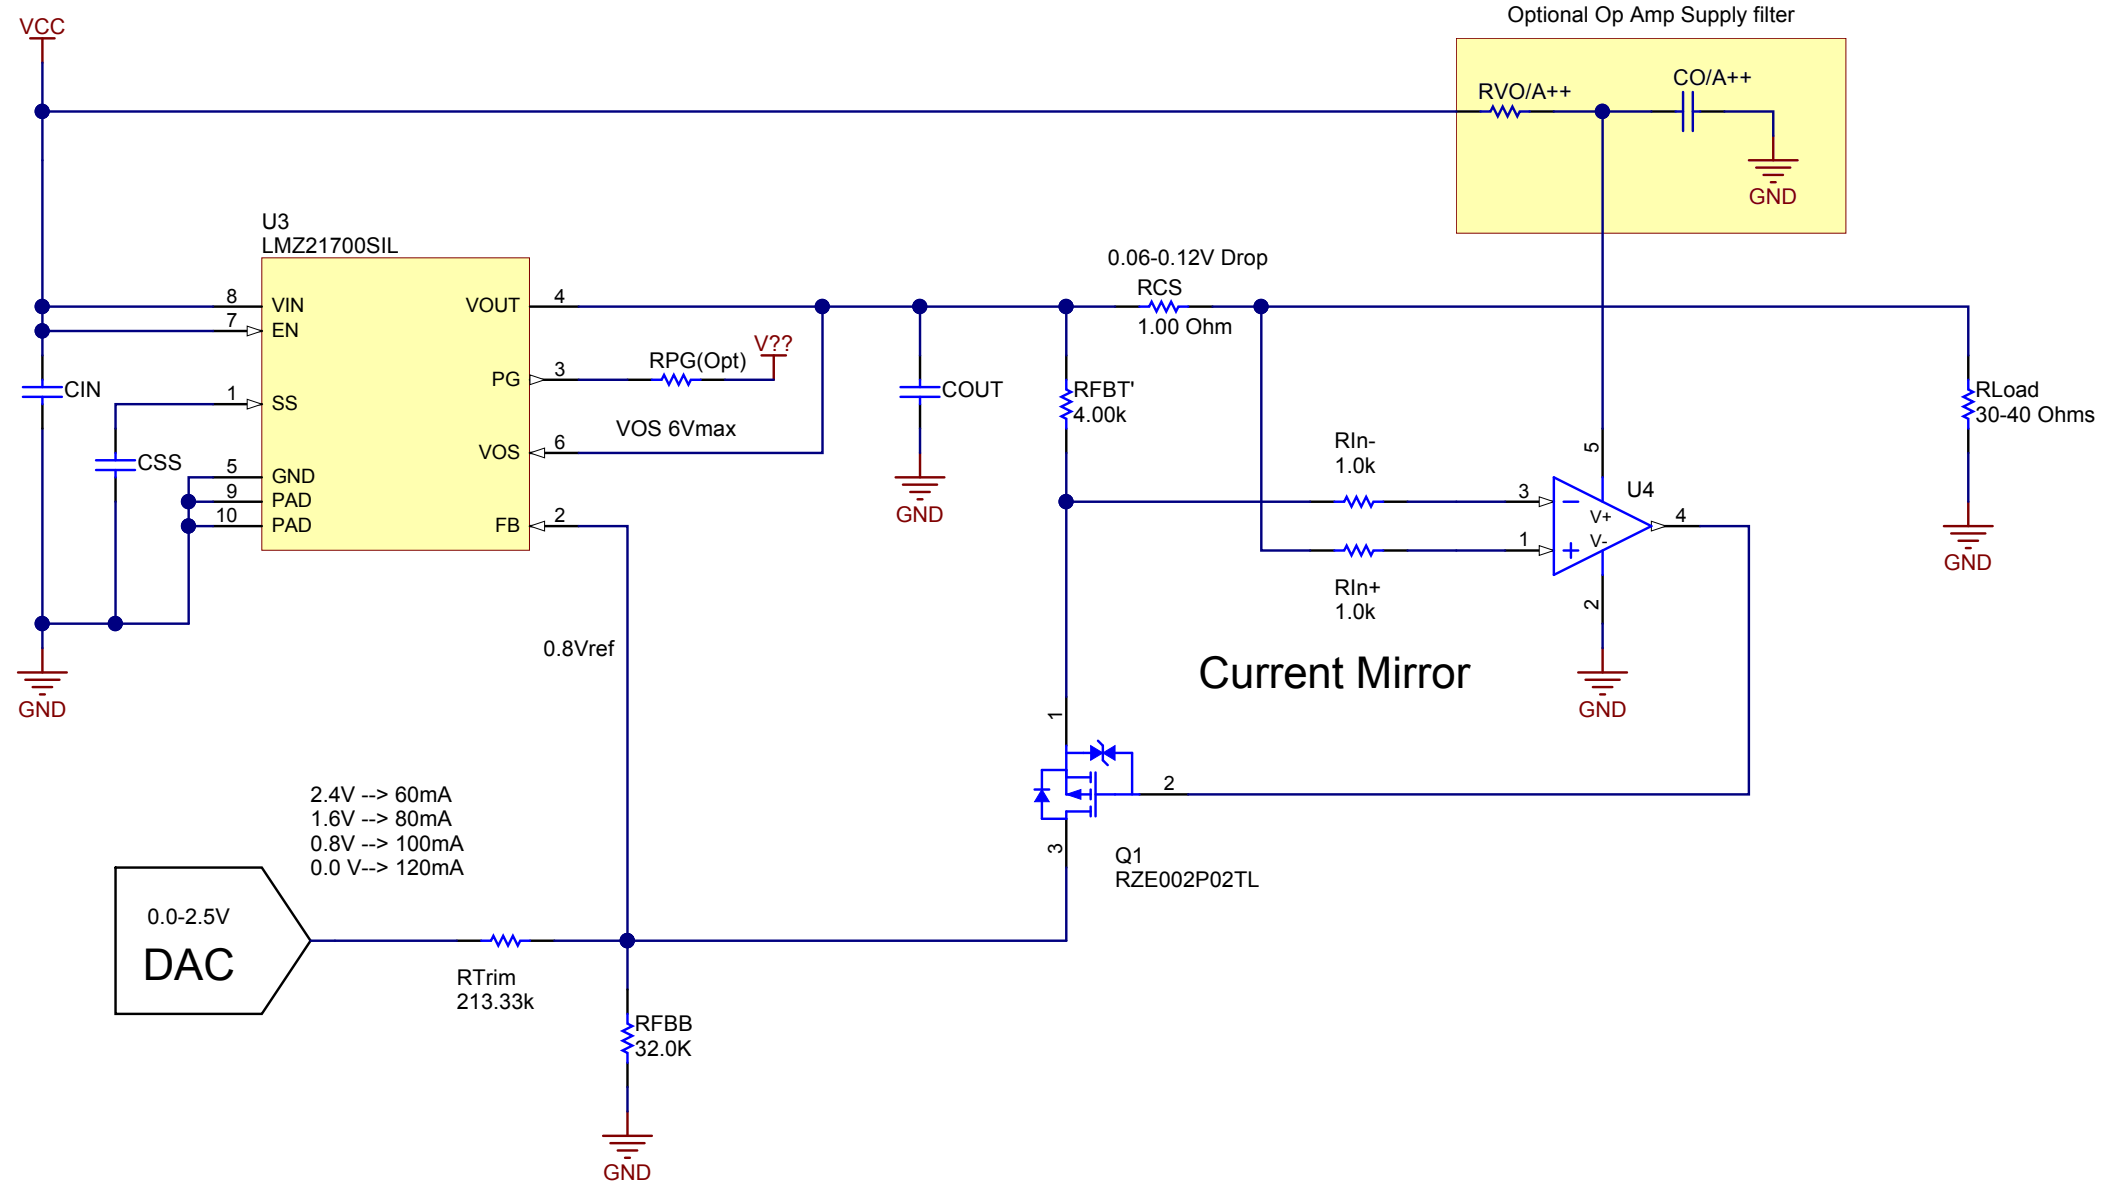 Optional Op Amp Supply filter
VCC
RVO/A++
CO/A++
GND
U3
LMZ21700SIL
8
VIN
7
EN
1
SS
5
GND
9
PAD
10
PAD
VOUT
4
PG
3
VOS
6
FB
2
RPG(Opt)
V??
VOS 6Vmax
CIN
CSS
GND
0.06-0.12V Drop
RCS
1.00 Ohm
COUT
GND
RFBT'
4.00k
RIn-
1.0k
RIn+
1.0k
3
1
5
U4
V+
V-
4
2
GND
RLoad
30-40 Ohms
GND
0.8Vref
Current Mirror
1
2
3
Q1
RZE002P02TL
2.4V --> 60mA
1.6V --> 80mA
0.8V --> 100mA
0.0 V--> 120mA
0.0-2.5V
DAC
RTrim
213.33k
RFBB
32.0K
GND